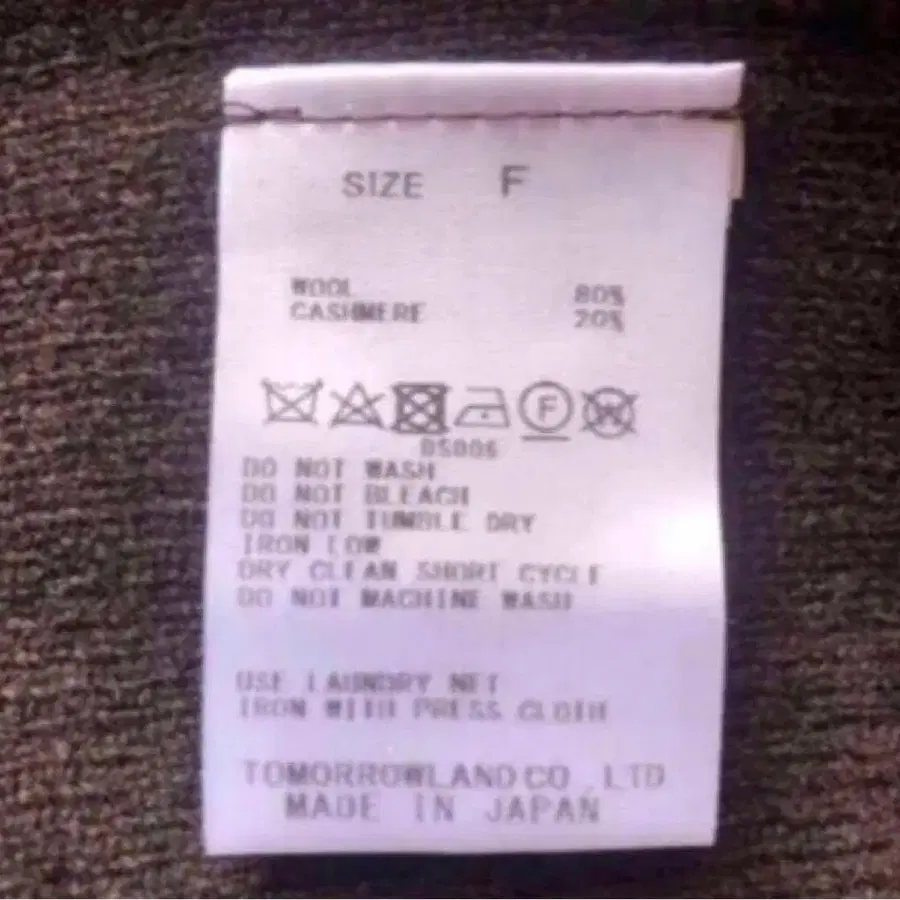 SIZE F
WOOL 80%
CASHMERE 20%
F W
DS006
DO NOT WASH
DO NOT BLEACH
DO NOT TUMBLE DRY
IRON LOW
DRY CLEAN SHORT CYCLE
DO NOT MACHINE WASH
USE LAUNDRY NET
IRON WITH PRESS CLOTH
TOMORROWLAND CO.,LTD
MADE IN JAPAN